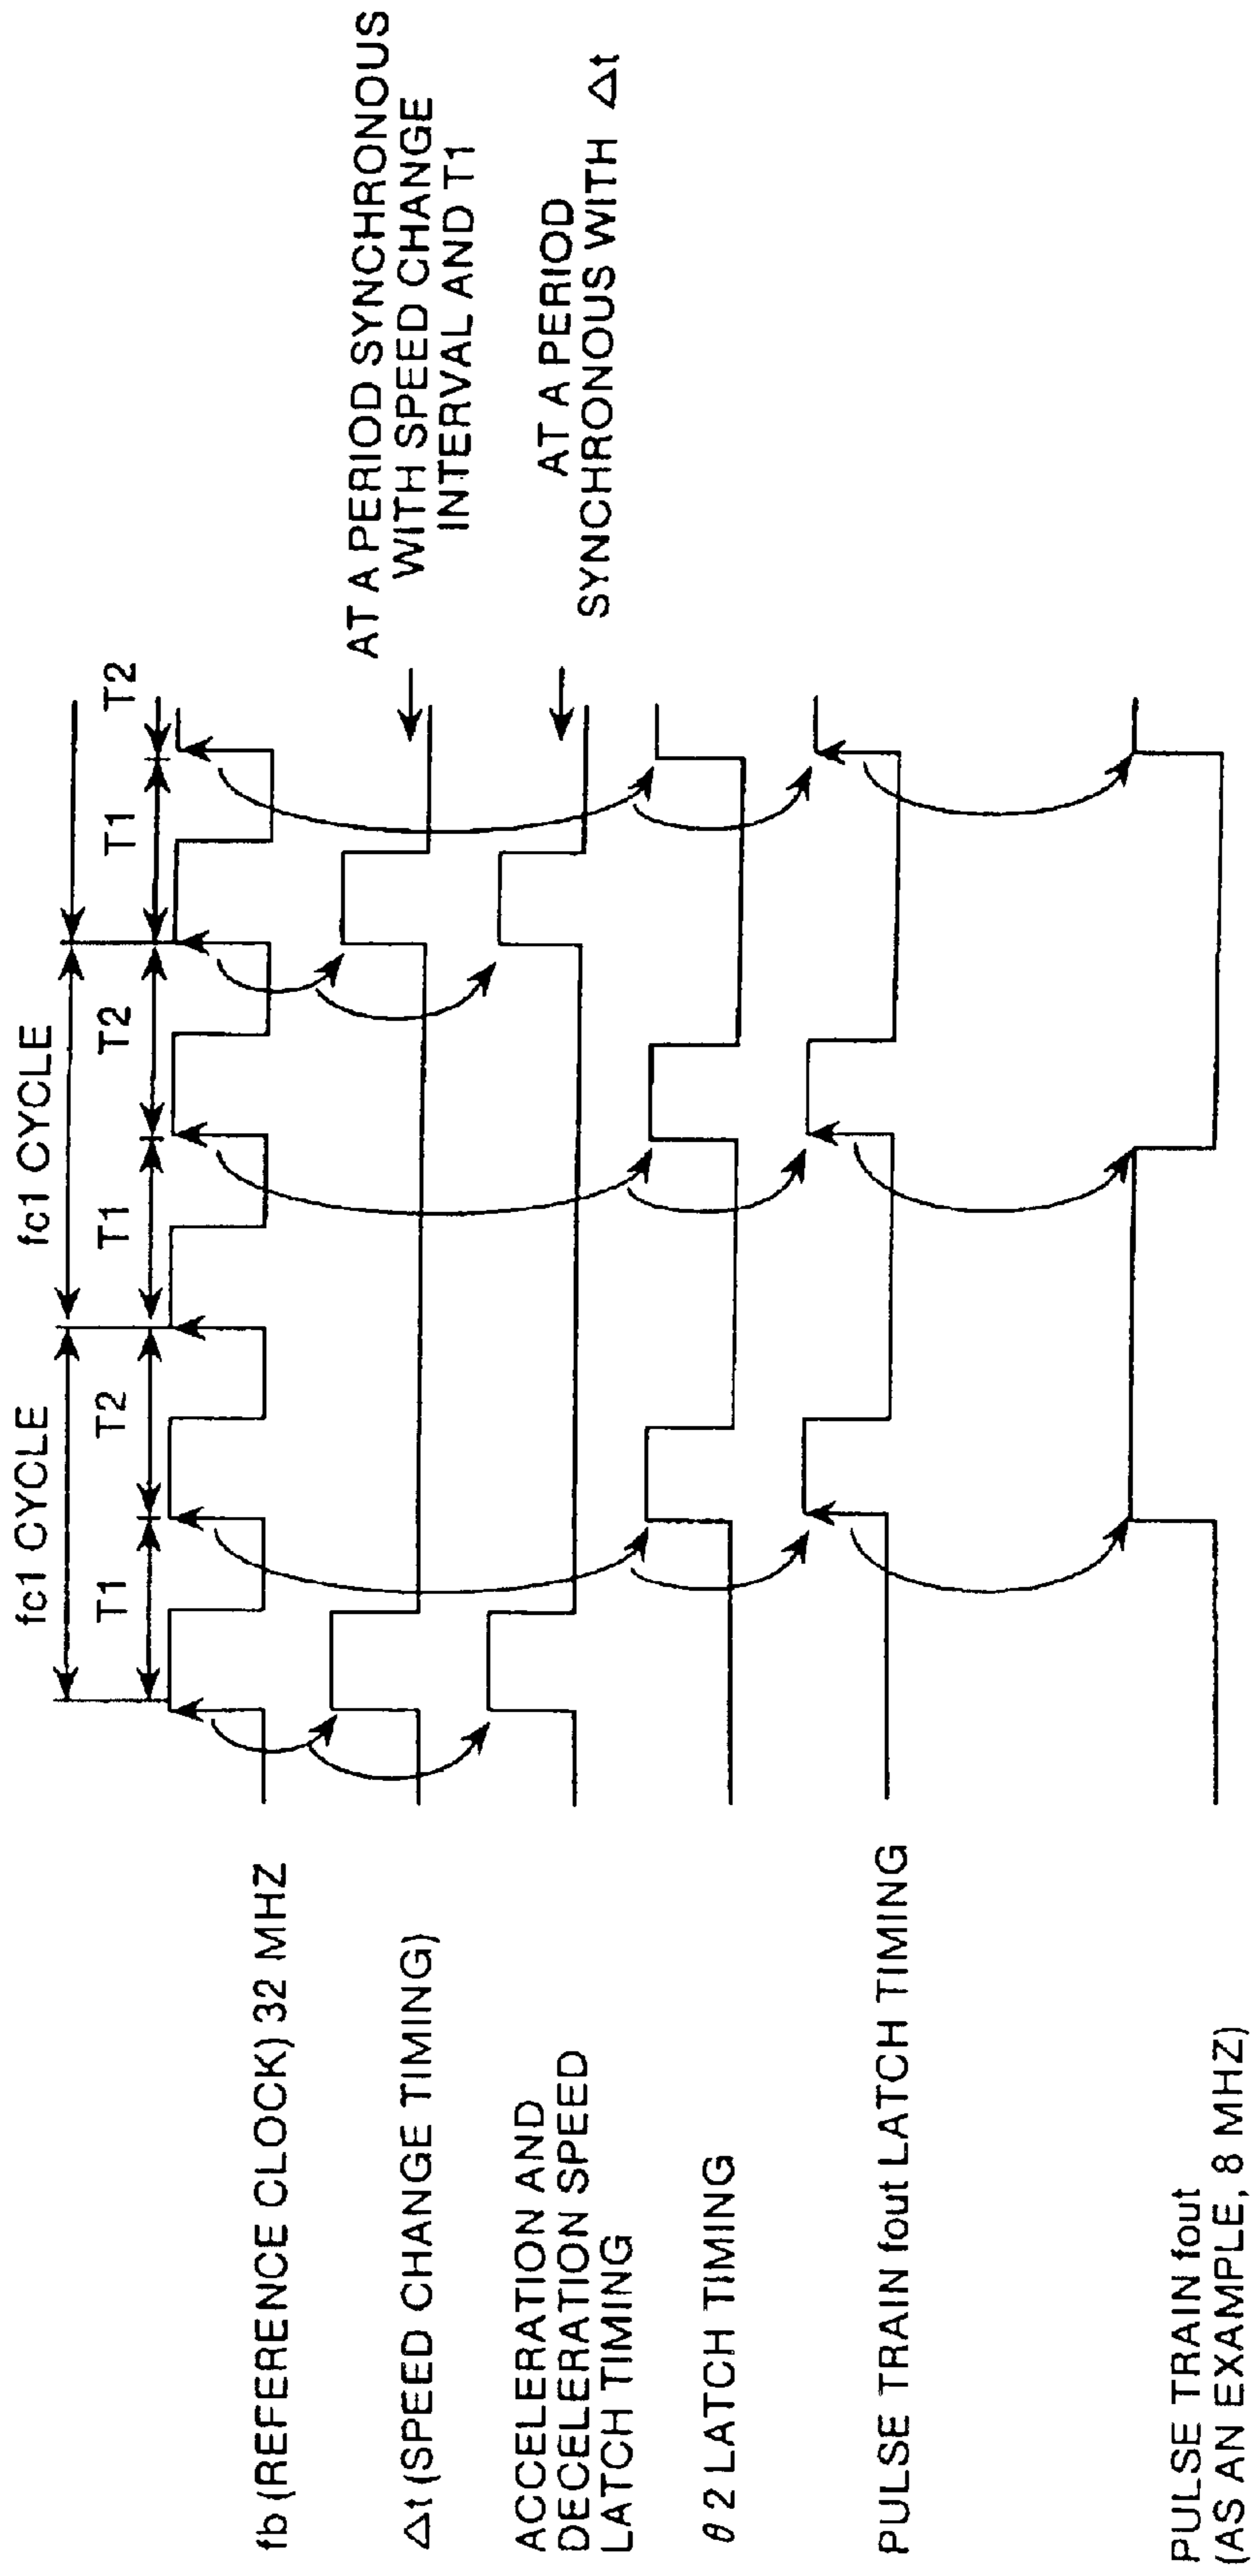 fc1 CYCLE
fc1 CYCLE
T1
T2
T1
T2
T1
T2
fb (REFERENCE CLOCK) 32 MHZ
Δt (SPEED CHANGE TIMING)
AT A PERIOD SYNCHRONOUS
WITH SPEED CHANGE
INTERVAL AND T1
ACCELERATION AND
DECELERATION SPEED
LATCH TIMING
AT A PERIOD
SYNCHRONOUS WITH Δt
θ2 LATCH TIMING
PULSE TRAIN fout LATCH TIMING
PULSE TRAIN fout
(AS AN EXAMPLE, 8 MHZ)